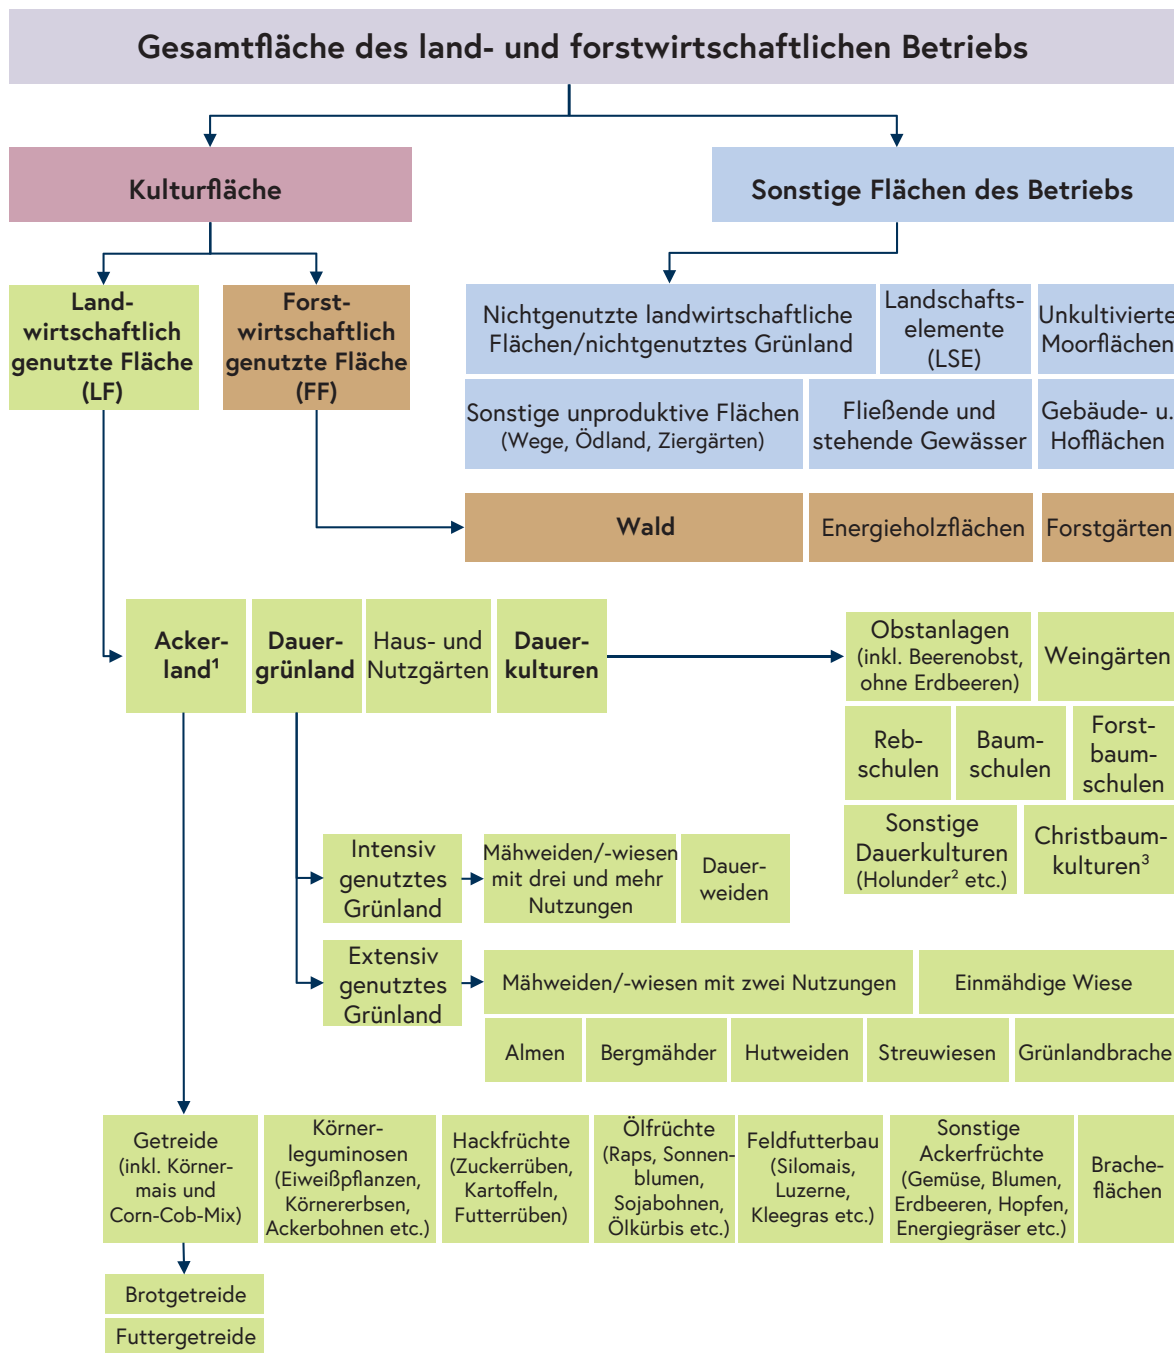 Gesamtfläche des land- und forstwirtschaftlichen Betriebs
Kulturfläche
Sonstige Flächen des Betriebs
Land-
wirtschaftlich
genutzte Fläche
(LF)
Forst-
wirtschaftlich
genutzte Fläche
(FF)
Nichtgenutzte landwirtschaftliche
Flächen/nichtgenutztes Grünland
Landschafts-
elemente
(LSE)
Unkultivierte
Moorflächen
Sonstige unproduktive Flächen
(Wege, Ödland, Ziergärten)
Fließende und
stehende Gewässer
Gebäude- u.
Hofflächen
Wald
Energieholzflächen
Forstgärten
Acker-
land¹
Dauer-
grünland
Haus- und
Nutzgärten
Dauer-
kulturen
Obstanlagen
(inkl. Beerenobst,
ohne Erdbeeren)
Weingärten
Reb-
schulen
Baum-
schulen
Forst-
baum-
schulen
Sonstige
Dauerkulturen
(Holunder² etc.)
Christbaum-
kulturen³
Intensiv
genutztes
Grünland
Mähweiden/-wiesen
mit drei und mehr
Nutzungen
Dauer-
weiden
Extensiv
genutztes
Grünland
Mähweiden/-wiesen mit zwei Nutzungen
Einmähdige Wiese
Almen
Bergmähder
Hutweiden
Streuwiesen
Grünlandbrache
Getreide
(inkl. Körner-
mais und
Corn-Cob-Mix)
Körner-
leguminosen
(Eiweißpflanzen,
Körnererbsen,
Ackerbohnen etc.)
Hackfrüchte
(Zuckerrüben,
Kartoffeln,
Futterrüben)
Ölfrüchte
(Raps, Sonnen-
blumen,
Sojabohnen,
Ölkürbis etc.)
Feldfutterbau
(Silomais,
Luzerne,
Kleegras etc.)
Sonstige
Ackerfrüchte
(Gemüse, Blumen,
Erdbeeren, Hopfen,
Energiegräser etc.)
Brache-
flächen
Brotgetreide
Futtergetreide